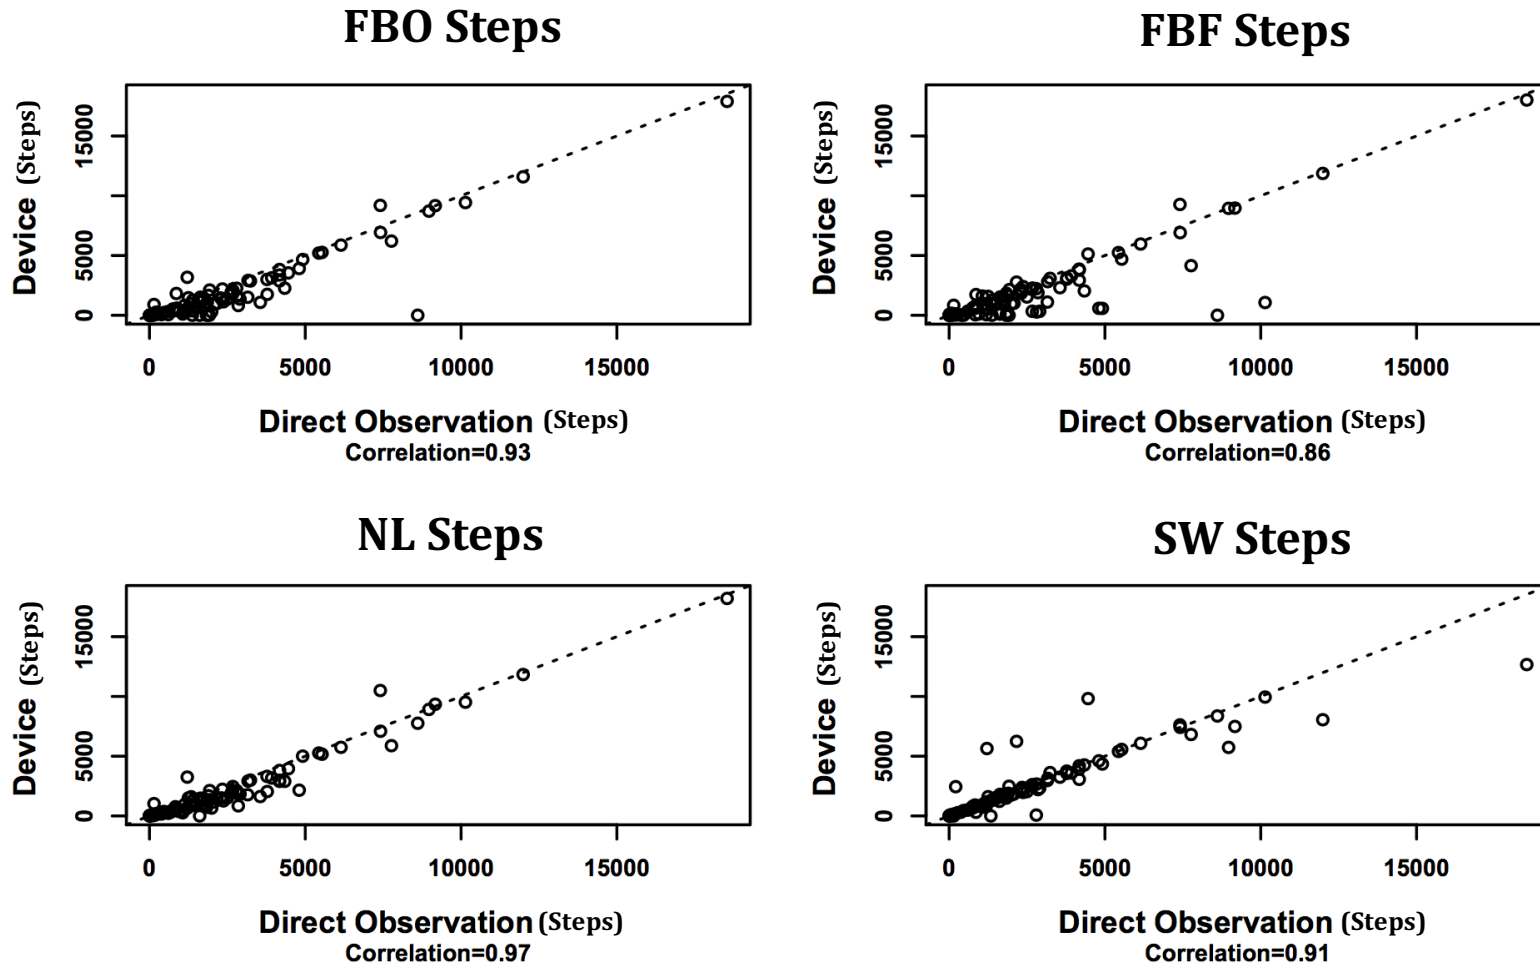 FBO Steps
Device (Steps)
15000
5000
0
0 5000 10000 15000
Direct Observation (Steps)
Correlation=0.93
FBF Steps
Device (Steps)
15000
5000
0
0 5000 10000 15000
Direct Observation (Steps)
Correlation=0.86
NL Steps
Device (Steps)
15000
5000
0
0 5000 10000 15000
Direct Observation (Steps)
Correlation=0.97
SW Steps
Device (Steps)
15000
5000
0
0 5000 10000 15000
Direct Observation (Steps)
Correlation=0.91